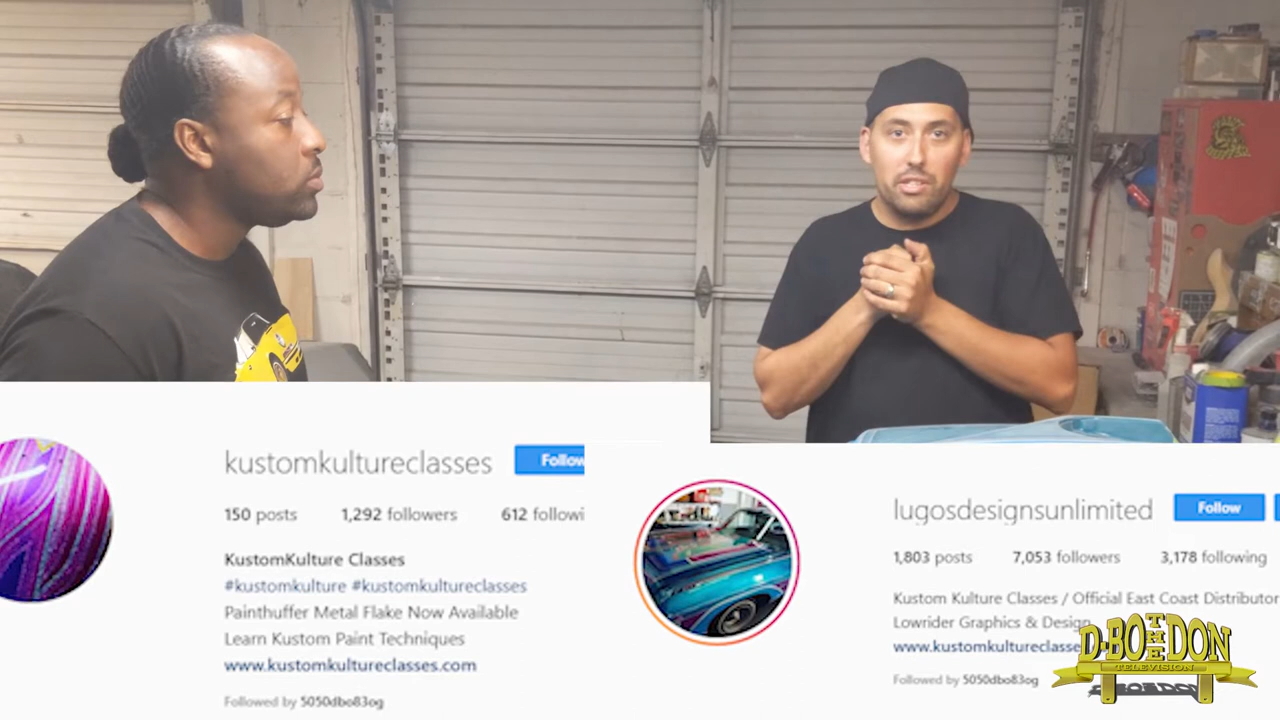 kustomkultureclasses
150 posts 1,292 followers 612 followi
KustomKulture Classes
#kustomkulture #kustomkultureclasses
Painthuffer Metal Flake Now Available
Learn Kustom Paint Techniques
www.kustomkultureclasses.com
Followed by 5050dbo83og
Follow
lugosdesignsunlimited Follow
1,803 posts 7,053 followers 3,178 following
Kustom Kulture Classes / Official East Coast Distributor
Lowrider Graphics & Design
www.kustomkultureclasse
Followed by 5050dbo83og
D-BO THE DON
TELEVISION